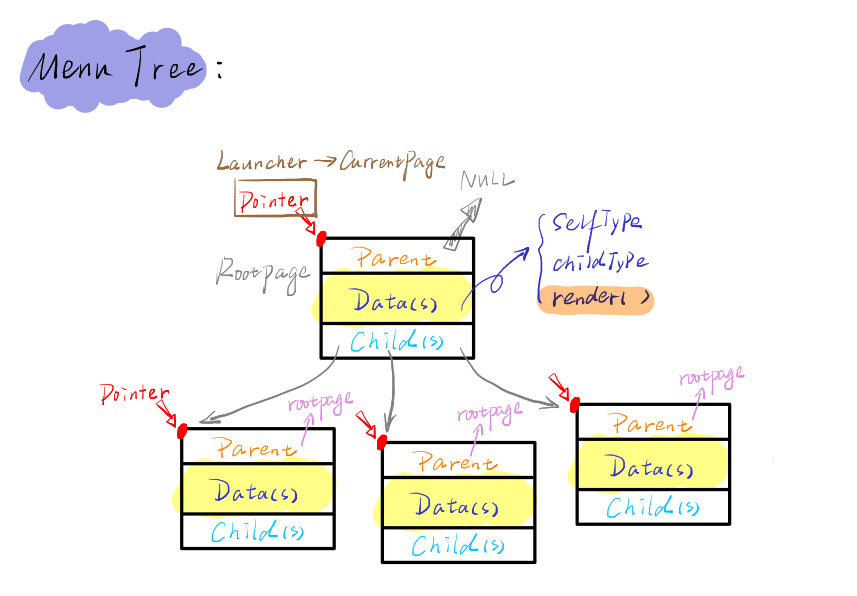 Menu Tree:
Launcher → CurrentPage
Pointer
NULL
Rootpage
Parent
Data(s)
Child(s)
selfType
childType
render()
Pointer
rootpage
Parent
Data(s)
Child(s)
rootpage
Parent
Data(s)
Child(s)
rootpage
Parent
Data(s)
Child(s)